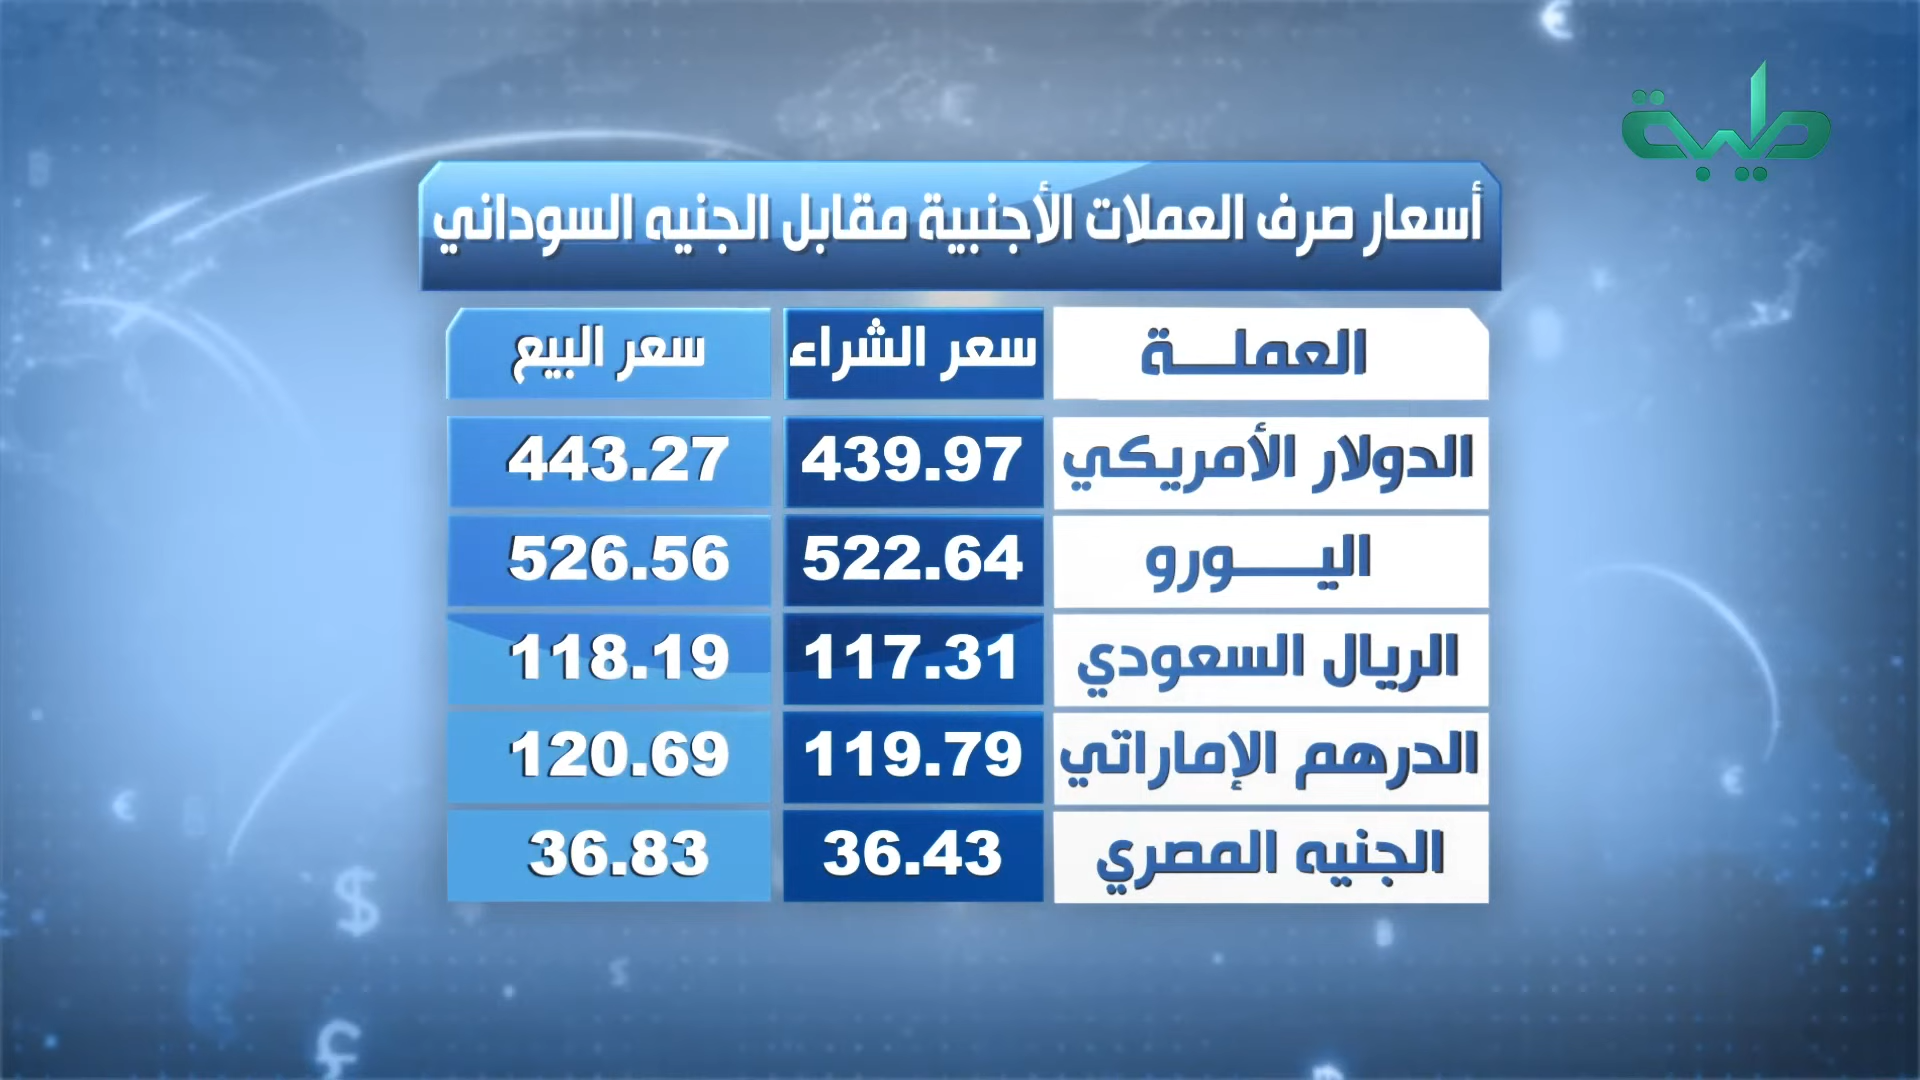 طيبة
أسعار صرف العملات الأجنبية مقابل الجنيه السوداني
العملـــة سعر الشراء سعر البيع
الدولار الأمريكي 439.97 443.27
اليـــــورو 522.64 526.56
الريال السعودي 117.31 118.19
الدرهم الإماراتي 119.79 120.69
الجنيه المصري 36.43 36.83